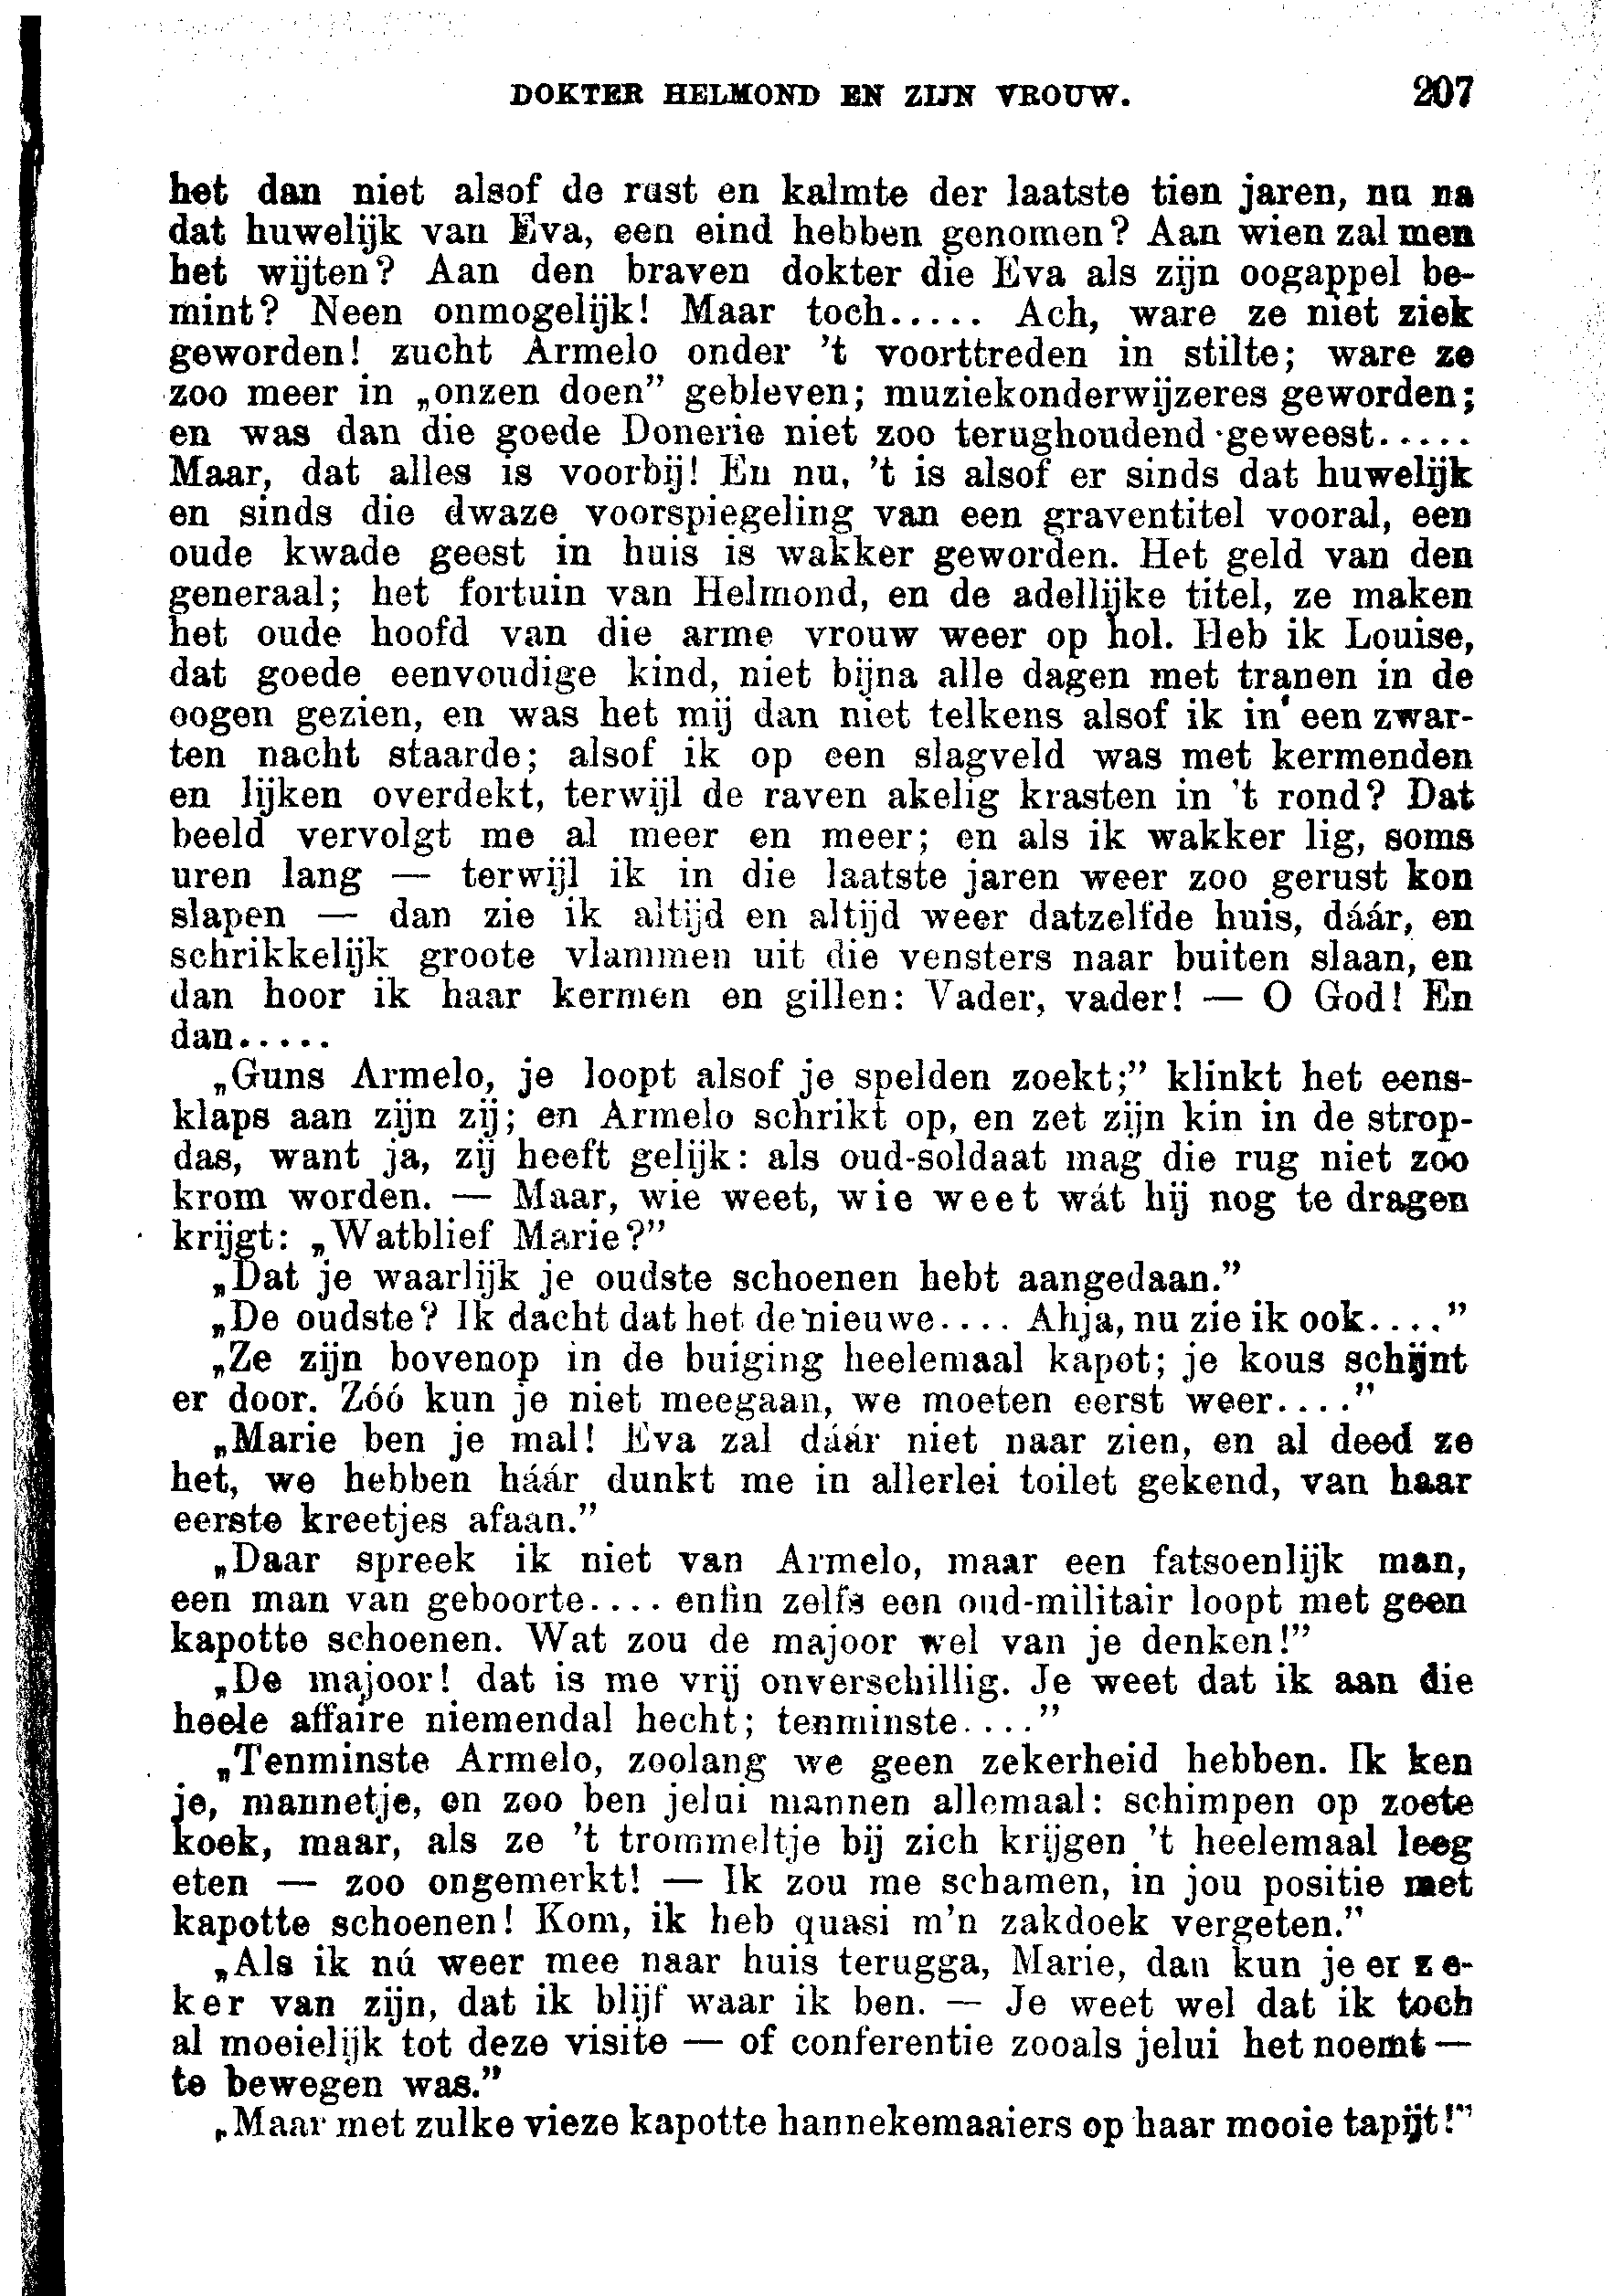 DOKTER HELMOND EN ZIJN VROUW. 207
het dan niet alsof de rust en kalmte der laatste tien jaren, nu na
dat huwelijk van Eva, een eind hebben genomen? Aan wien zal men
het wijten? Aan den braven dokter die Eva als zijn oogappel be-
mint? Neen onmogelijk! Maar toch..... Ach, ware ze niet ziek
geworden! zucht Armelo onder 't voorttreden in stilte; ware ze
zoo meer in „onzen doen” gebleven; muziekonderwijzeres geworden;
en was dan die goede Donerie niet zoo terughoudend geweest.....
Maar, dat alles is voorbij! En nu, 't is alsof er sinds dat huwelijk
en sinds die dwaze voorspiegeling van een graventitel vooral, een
oude kwade geest in huis is wakker geworden. Het geld van den
generaal; het fortuin van Helmond, en de adellijke titel, ze maken
het oude hoofd van die arme vrouw weer op hol. Heb ik Louise,
dat goede eenvoudige kind, niet bijna alle dagen met tranen in de
oogen gezien, en was het mij dan niet telkens alsof ik in een zwar-
ten nacht staarde; alsof ik op een slagveld was met kermenden
en lijken overdekt, terwijl de raven akelig krasten in 't rond? Dat
beeld vervolgt me al meer en meer; en als ik wakker lig, soms
uren lang — terwijl ik in die laatste jaren weer zoo gerust kon
slapen — dan zie ik altijd en altijd weer datzelfde huis, dáár, en
schrikkelijk groote vlammen uit die vensters naar buiten slaan, en
dan hoor ik haar kermen en gillen: Vader, vader! — O God! En
dan.....
„Guns Armelo, je loopt alsof je spelden zoekt;” klinkt het eens-
klaps aan zijn zij; en Armelo schrikt op, en zet zijn kin in de strop-
das, want ja, zij heeft gelijk: als oud-soldaat mag die rug niet zoo
krom worden. — Maar, wie weet, wie weet wát hij nog te dragen
krijgt: „Watblief Marie?”
„Dat je waarlijk je oudste schoenen hebt aangedaan.”
„De oudste? Ik dacht dat het de nieuwe.... Ahja, nu zie ik ook....”
„Ze zijn bovenop in de buiging heelemaal kapot; je kous schijnt
er door. Zóó kun je niet meegaan, we moeten eerst weer....”
„Marie ben je mal! Eva zal dáár niet naar zien, en al deed ze
het, we hebben háár dunkt me in allerlei toilet gekend, van haar
eerste kreetjes afaan.”
„Daar spreek ik niet van Armelo, maar een fatsoenlijk man,
een man van geboorte.... enfin zelfs een oud-militair loopt met geen
kapotte schoenen. Wat zou de majoor wel van je denken!”
„De majoor! dat is me vrij onverschillig. Je weet dat ik aan die
heele affaire niemendal hecht; tenminste....”
„Tenminste Armelo, zoolang we geen zekerheid hebben. Ik ken
je, mannetje, en zoo ben jelui mannen allemaal: schimpen op zoete
koek, maar, als ze 't trommeltje bij zich krijgen 't heelemaal leeg
eten — zoo ongemerkt! — Ik zou me schamen, in jou positie met
kapotte schoenen! Kom, ik heb quasi m'n zakdoek vergeten.”
„Als ik nú weer mee naar huis terugga, Marie, dan kun je er ze-
ker van zijn, dat ik blijf waar ik ben. — Je weet wel dat ik toch
al moeielijk tot deze visite — of conferentie zooals jelui het noemt —
te bewegen was.”
„Maar met zulke vieze kapotte hannekemaaiers op haar mooie tapijt!”